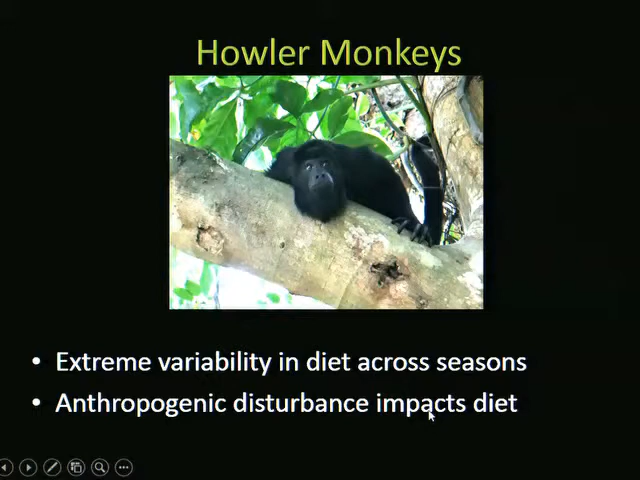 Howler Monkeys
• Extreme variability in diet across seasons
• Anthropogenic disturbance impacts diet